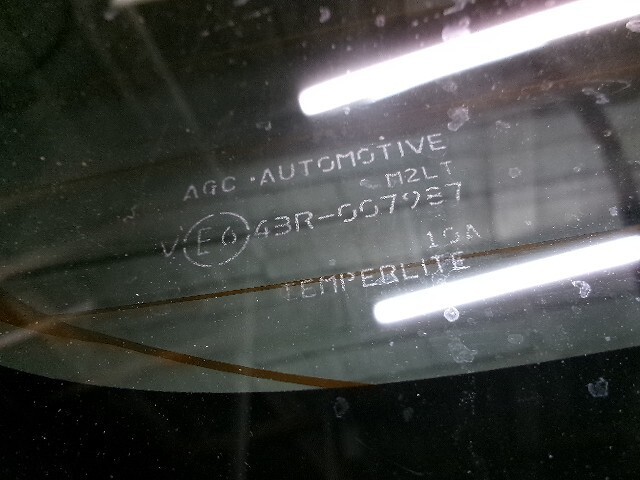 AGC AUTOMOTIVE
M2LT
V E6 43R-007987
10A
TEMPERLITE